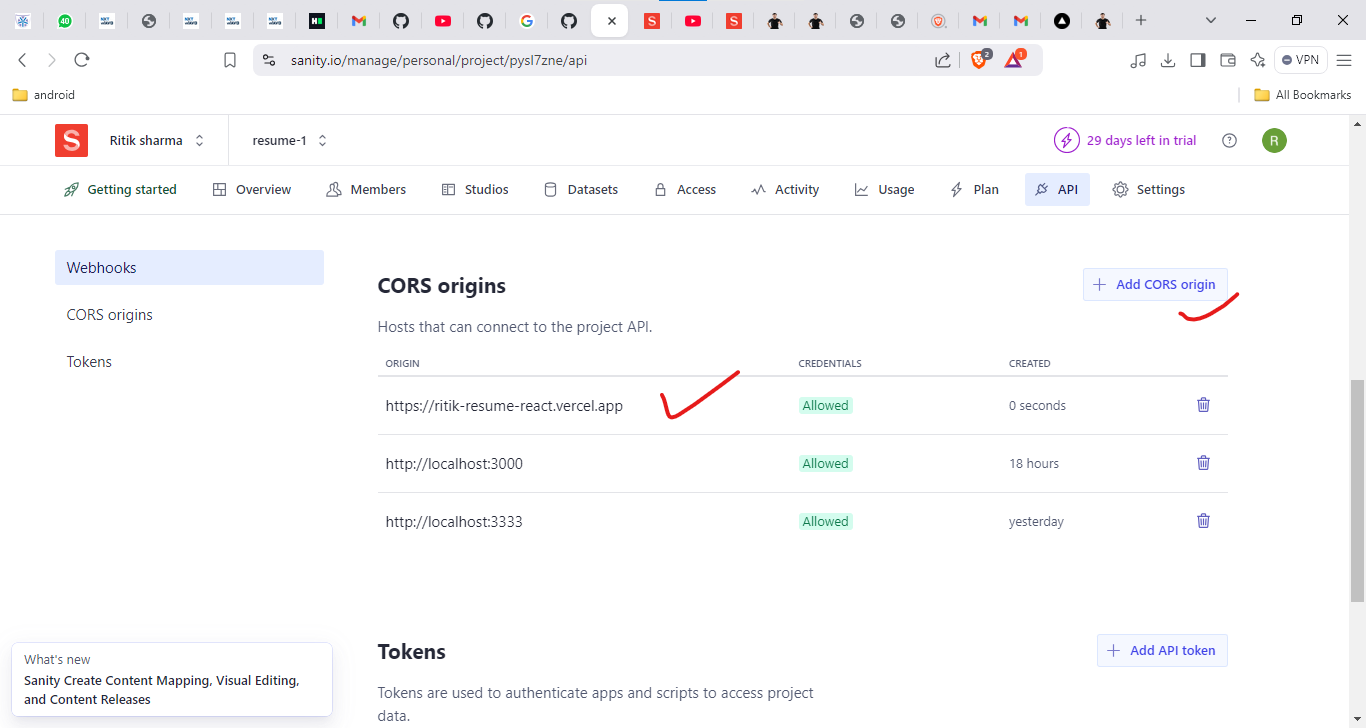 40
sanity.io/manage/personal/project/pysl7zne/api
2
1
VPN
android
All Bookmarks
S
Ritik sharma
resume-1
29 days left in trial
R
Getting started
Overview
Members
Studios
Datasets
Access
Activity
Usage
Plan
API
Settings
Webhooks
CORS origins
Tokens
CORS origins
+ Add CORS origin
Hosts that can connect to the project API.
ORIGIN CREDENTIALS CREATED
https://ritik-resume-react.vercel.app Allowed 0 seconds
http://localhost:3000 Allowed 18 hours
http://localhost:3333 Allowed yesterday
Tokens
+ Add API token
Tokens are used to authenticate apps and scripts to access project
data.
What's new
Sanity Create Content Mapping, Visual Editing,
and Content Releases